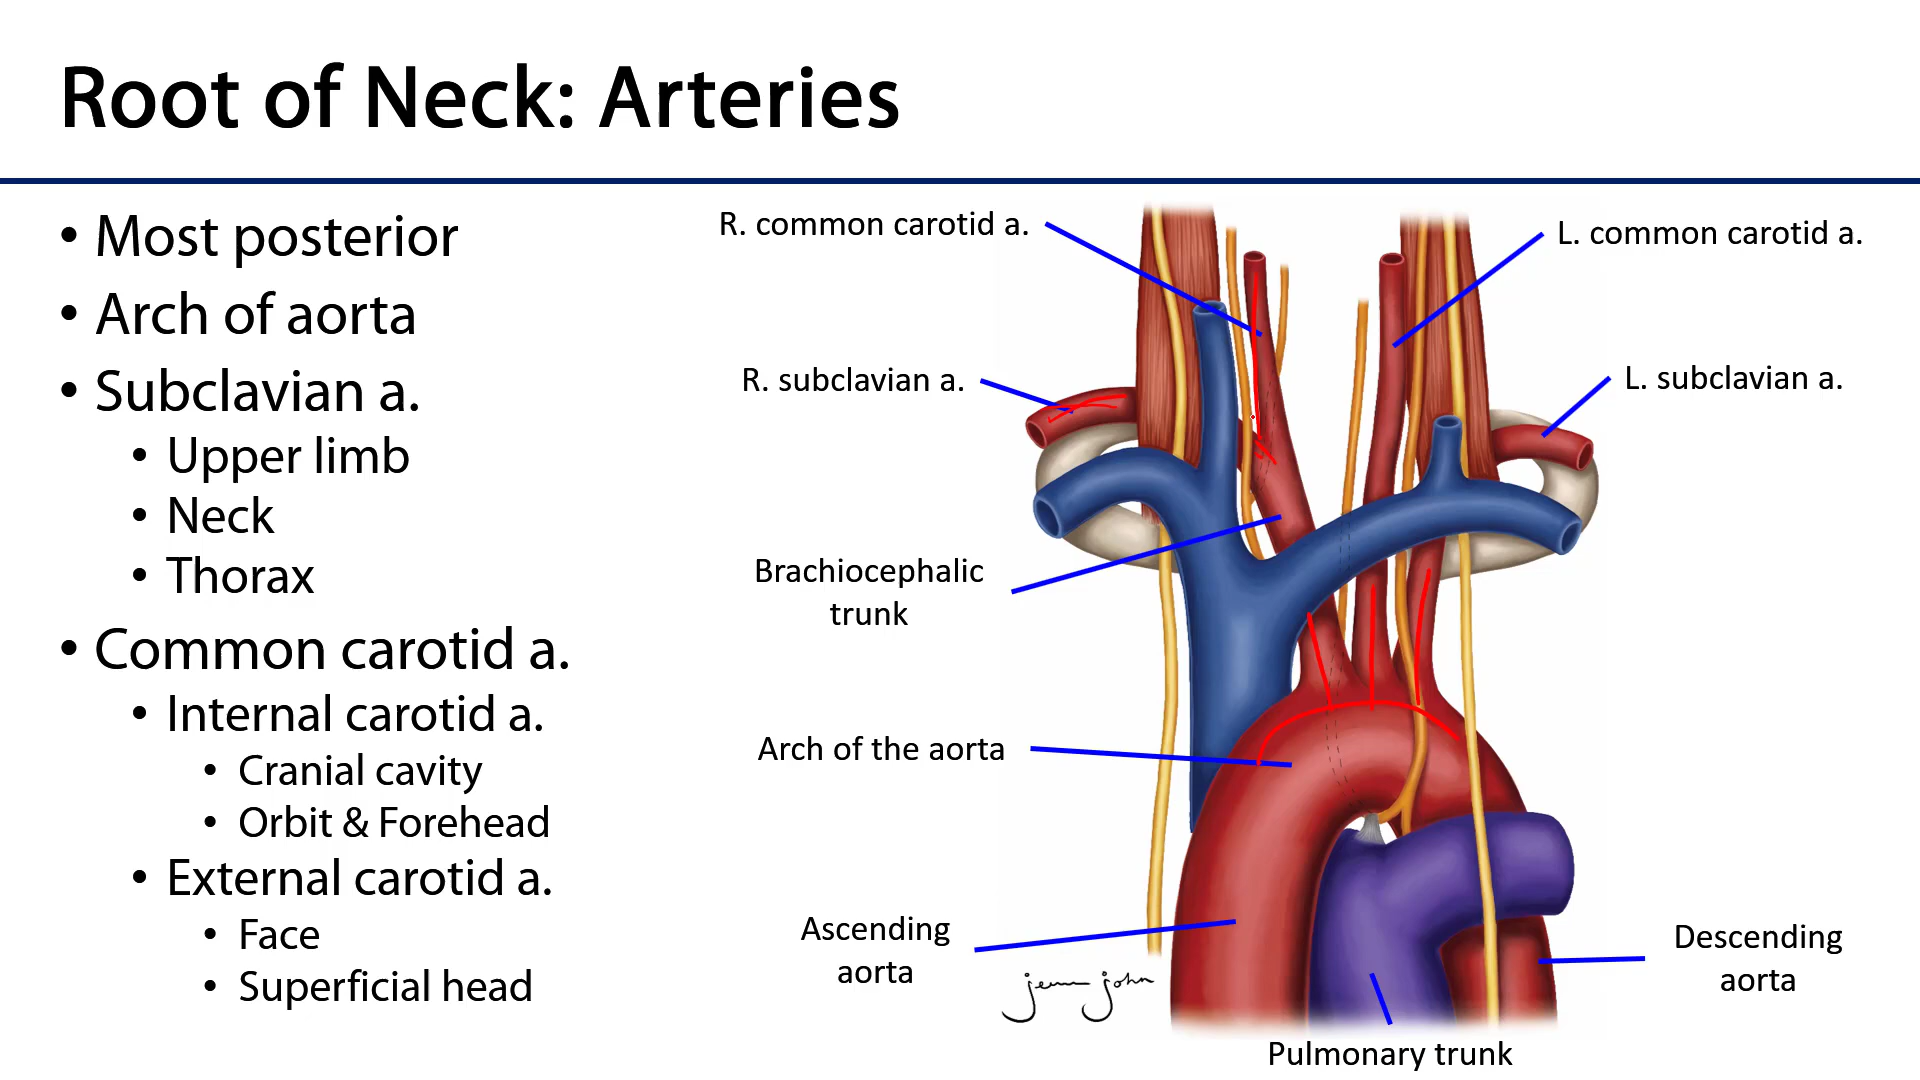 Root of Neck: Arteries
• Most posterior
• Arch of aorta
• Subclavian a.
• Upper limb
• Neck
• Thorax
• Common carotid a.
• Internal carotid a.
• Cranial cavity
• Orbit & Forehead
• External carotid a.
• Face
• Superficial head
R. common carotid a.
L. common carotid a.
R. subclavian a.
L. subclavian a.
Brachiocephalic
trunk
Arch of the aorta
Ascending
aorta
Descending
aorta
Pulmonary trunk